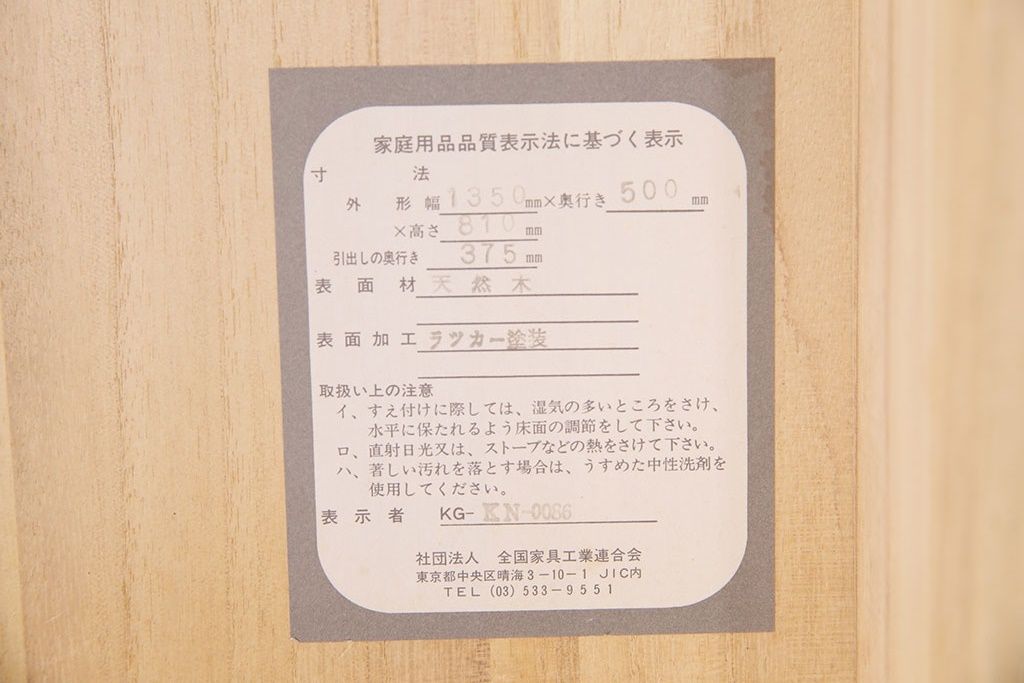 家庭用品品質表示法に基づく表示
寸法
外形幅 1350mm×奥行き 500mm
×高さ 810mm
引出しの奥行き 375mm
表面材 天然木
表面加工 ラツカー塗装
取扱い上の注意
イ、すえ付けに際しては、湿気の多いところをさけ、
水平に保たれるよう床面の調節をして下さい。
ロ、直射日光又は、ストーブなどの熱をさけて下さい。
ハ、著しい汚れを落とす場合は、うすめた中性洗剤を
使用してください。
表示者 KG-KN-0086
社団法人 全国家具工業連合会
東京都中央区晴海3-10-1 JIC内
TEL (03) 533-9551